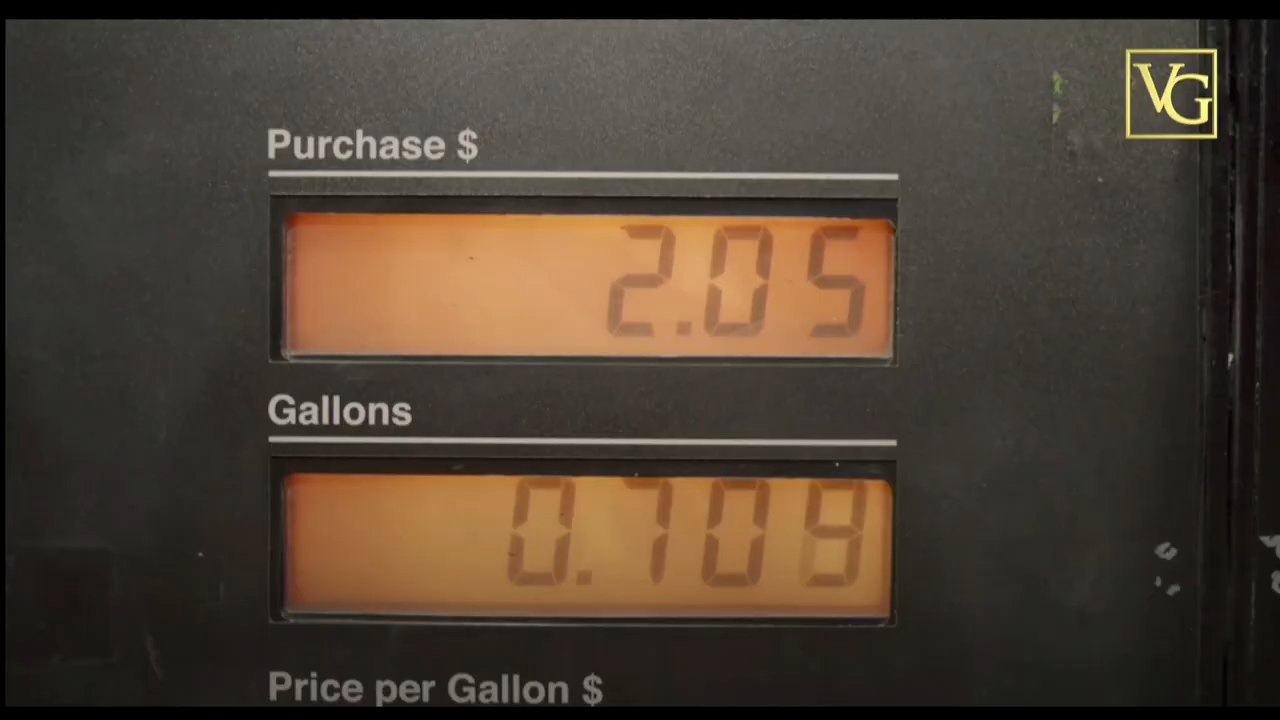 VG
Purchase $
2.05
Gallons
0.709
Price per Gallon $